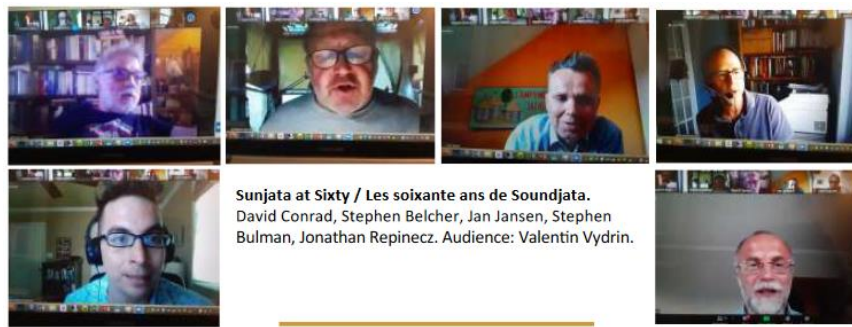 Sunjata at Sixty / Les soixante ans de Soundjata.
David Conrad, Stephen Belcher, Jan Jansen, Stephen
Bulman, Jonathan Repinecz. Audience: Valentin Vydrin.